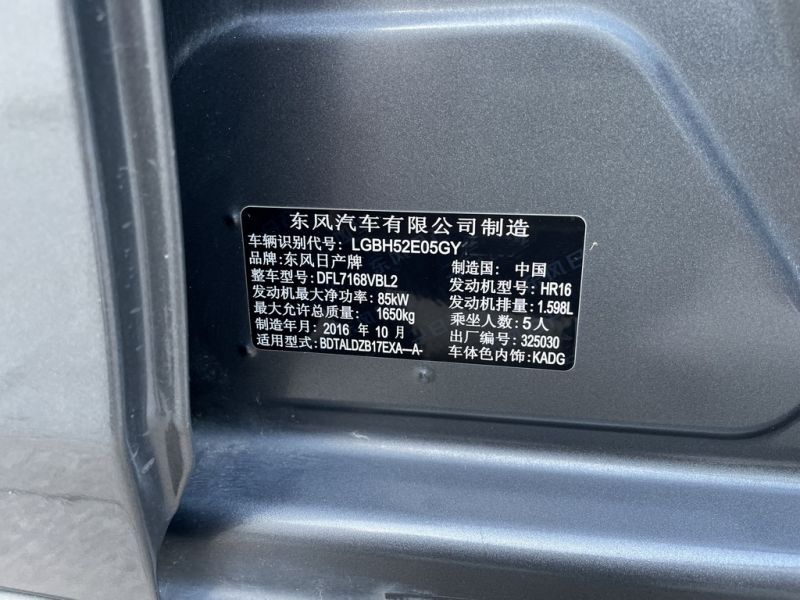 东风汽车有限公司制造
车辆识别代号: LGBH52E05GY
品牌: 东风日产牌
制造国: 中国
整车型号: DFL7168VBL2
发动机型号: HR16
发动机最大净功率: 85kW
发动机排量: 1.598L
最大允许总质量: 1650kg
乘坐人数: 5人
制造年月: 2016 年 10 月
出厂编号: 325030
适用型式: BDTALDZB17EXA—A-
车体色内饰: KADG